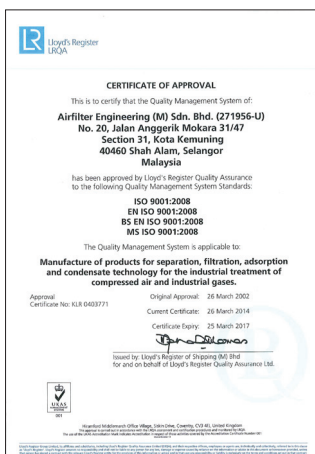 LR
Lloyd's Register
LRQA
CERTIFICATE OF APPROVAL
This is to certify that the Quality Management System of:
Airfilter Engineering (M) Sdn. Bhd. (271956-U)
No. 20, Jalan Anggerik Mokara 31/47
Section 31, Kota Kemuning
40460 Shah Alam, Selangor
Malaysia
has been approved by Lloyd's Register Quality Assurance
to the following Quality Management System Standards:
ISO 9001:2008
EN ISO 9001:2008
BS EN ISO 9001:2008
MS ISO 9001:2008
The Quality Management System is applicable to:
Manufacture of products for separation, filtration, adsorption
and condensate technology for the industrial treatment of
compressed air and industrial gases.
Approval
Certificate No: KLR 0403771
Original Approval: 26 March 2002
Current Certificate: 26 March 2014
Certificate Expiry: 25 March 2017
Issued by: Lloyd's Register of Shipping (M) Bhd
for and on behalf of Lloyd's Register Quality Assurance Ltd.
UKAS
MANAGEMENT
SYSTEMS
001